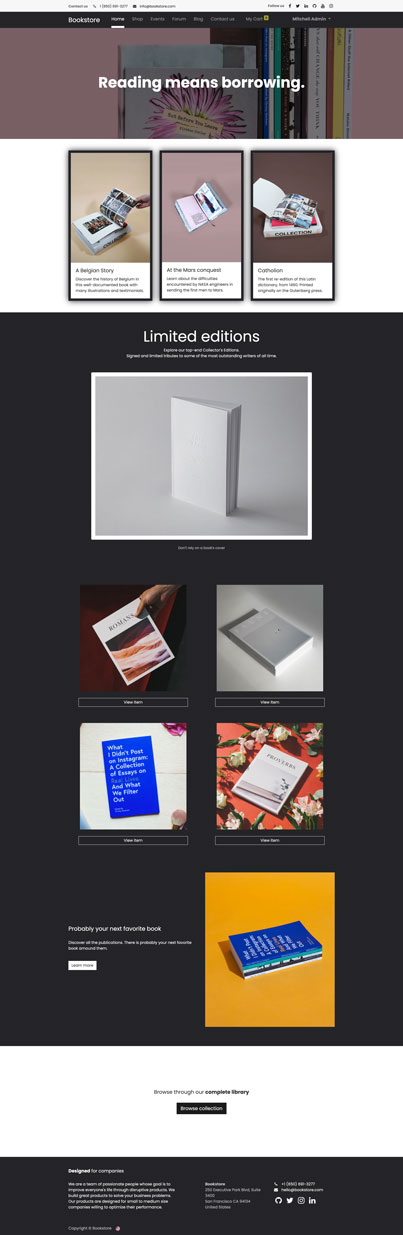 Contact us +1 (650) 691-3277 info@bookstore.com Follow us
Bookstore Home Shop Events Forum Blog Contact us My Cart Mitchell Admin
Reading means borrowing.
COLLECTION
A Belgian Story
Discover the history of Belgium in
this well-documented book with
many illustrations and testimonials.
At the Mars conquest
Learn about the difficulties
encountered by NASA engineers in
sending the first men to Mars.
Catholion
The first re-edition of this Latin
dictionary, from 1460. Printed
originally on the Gutenberg press.
Limited editions
Explore our top-end Collector's Editions.
Signed and limited tributes to some of the most outstanding writers of all time.
Don't rely on a book's cover
ROMANS
View Item
View Item
What
I Didn't Post
on Instagram:
A Collection
of Essays on
Real Lives
And What
We Filter
Out
PROVERBS
View Item
View Item
Probably your next favorite book
Discover all the publications. There is probably your next favorite
book arround them.
Learn more
Browse through our complete library
Browse collection
Designed for companies
We are a team of passionate people whose goal is to
improve everyone's life through disruptive products. We
build great products to solve your business problems.
Our products are designed for small to medium size
companies willing to optimize their performance.
Bookstore
250 Executive Park Blvd, Suite
3400
San Francisco CA 94134
United States
+1 (650) 691-3277
hello@bookstore.com
Copyright © Bookstore